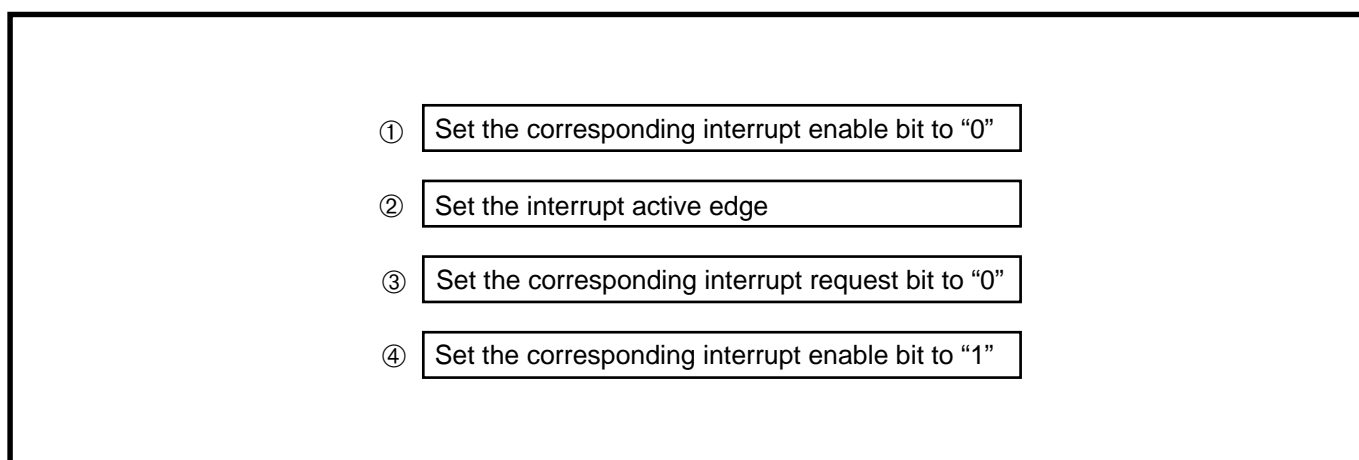 ① Set the corresponding interrupt enable bit to “0”
② Set the interrupt active edge
③ Set the corresponding interrupt request bit to “0”
④ Set the corresponding interrupt enable bit to “1”